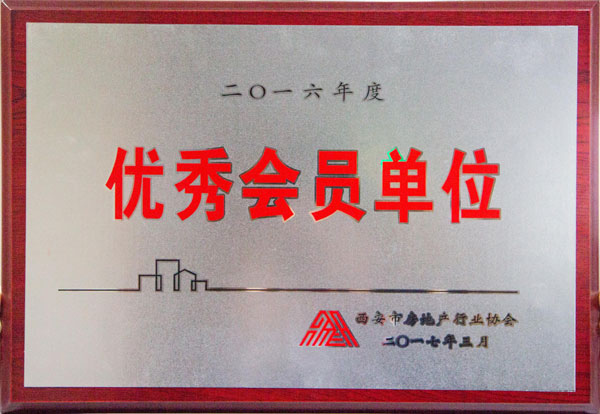 二〇一六年度
优秀会员单位
西安市房地产行业协会
二〇一七年三月